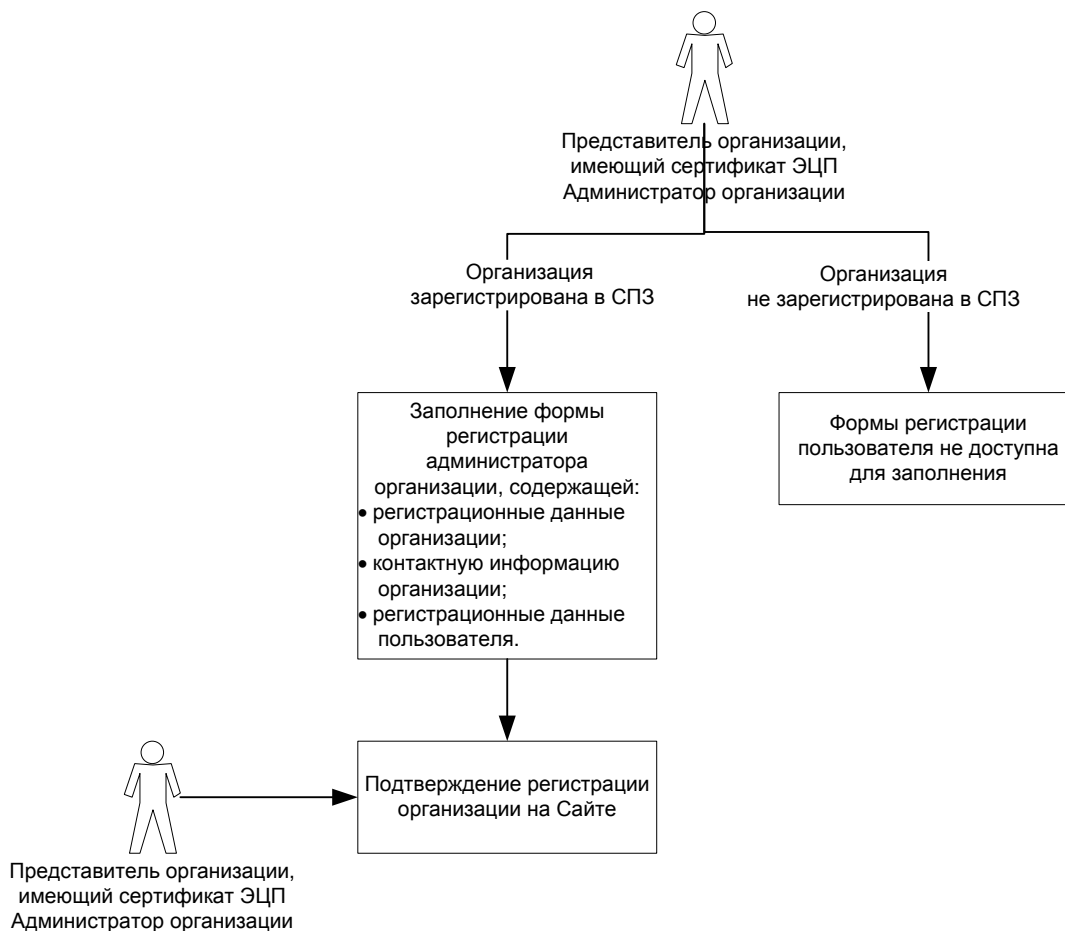 Представитель организации,
имеющий сертификат ЭЦП
Администратор организации
Организация
зарегистрирована в СПЗ
Организация
не зарегистрирована в СПЗ
Заполнение формы
регистрации
администратора
организации, содержащей:
• регистрационные данные
организации;
• контактную информацию
организации;
• регистрационные данные
пользователя.
Формы регистрации
пользователя не доступна
для заполнения
Подтверждение регистрации
организации на Сайте
Представитель организации,
имеющий сертификат ЭЦП
Администратор организации